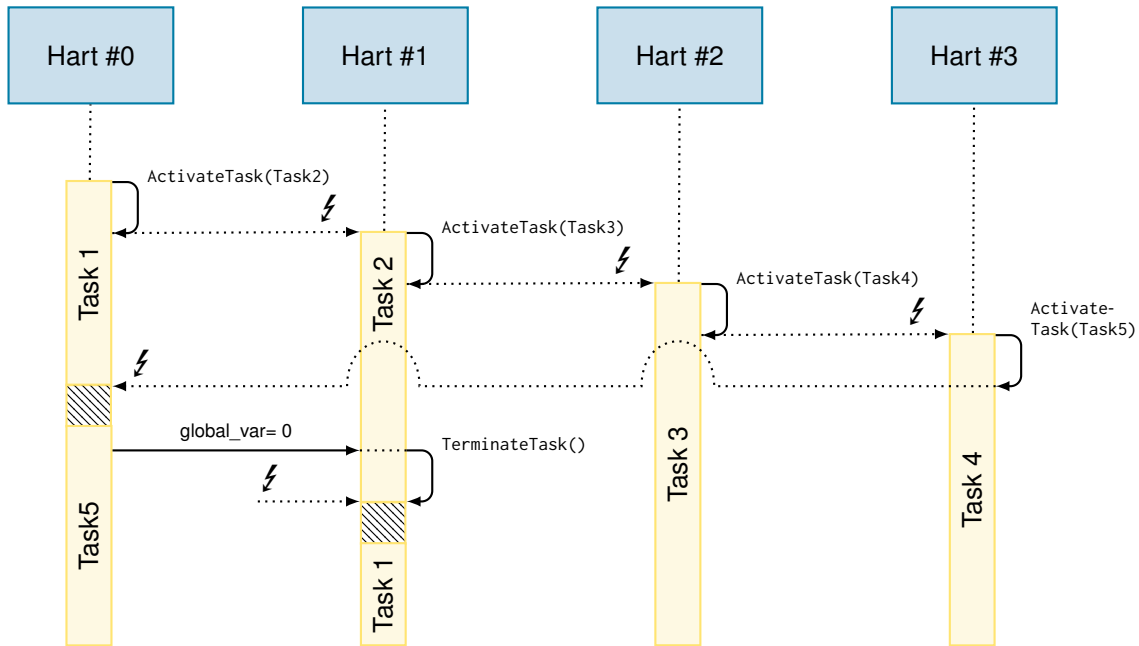 Hart #0
Hart #1
Hart #2
Hart #3
ActivateTask(Task2)
Task 1
ActivateTask(Task3)
Task 2
ActivateTask(Task4)
Activate-
Task(Task5)
global_var= 0
TerminateTask()
Task 3
Task 4
Task5
Task 1